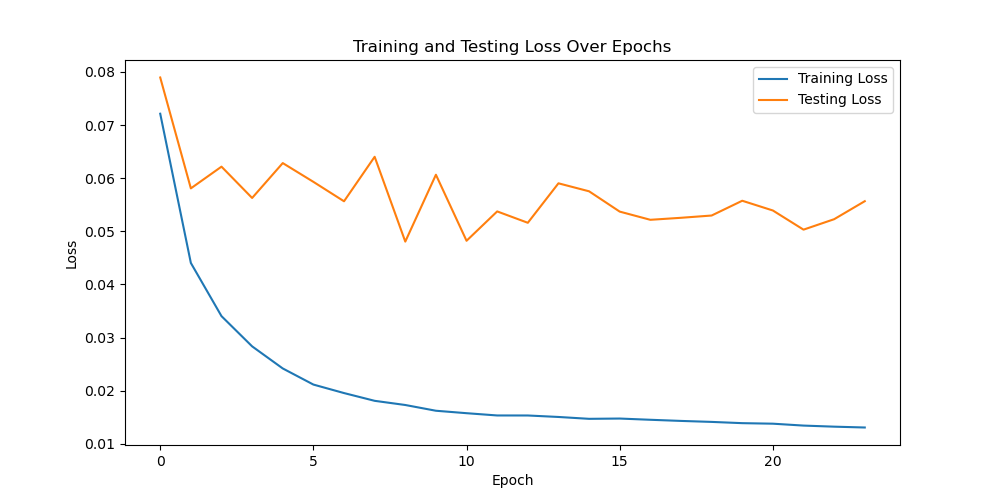 Training and Testing Loss Over Epochs
Training Loss
Testing Loss
0.08
0.07
0.06
0.05
0.04
0.03
0.02
0.01
Loss
0
5
10
15
20
Epoch